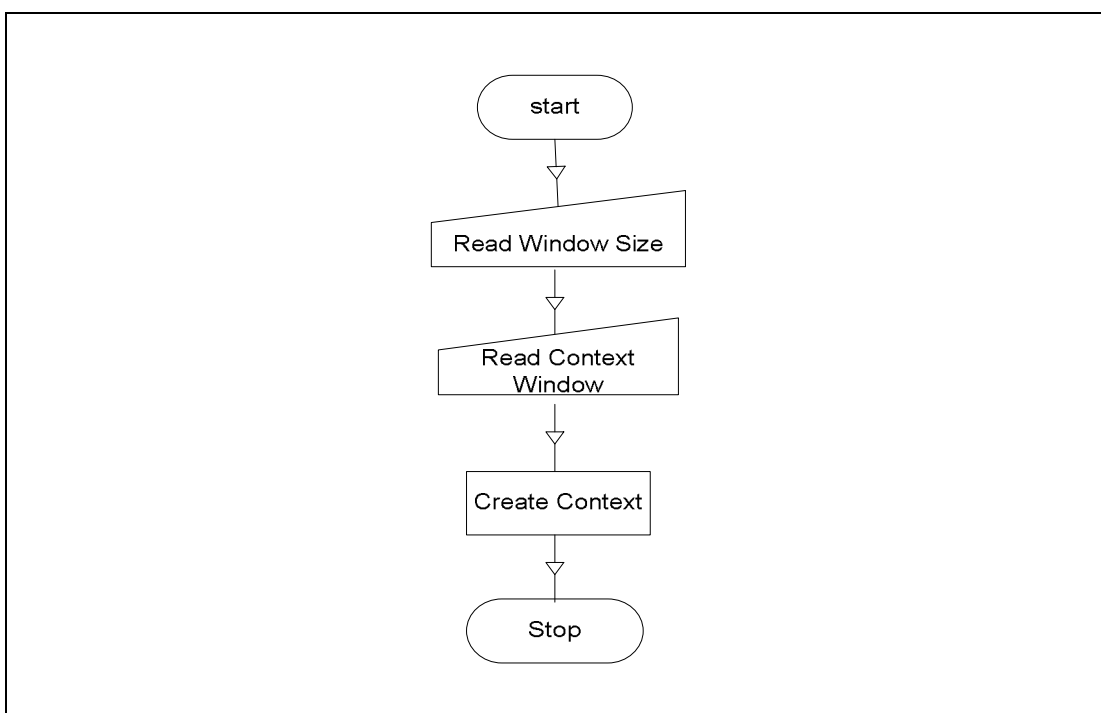 start
Read Window Size
Read Context
Window
Create Context
Stop